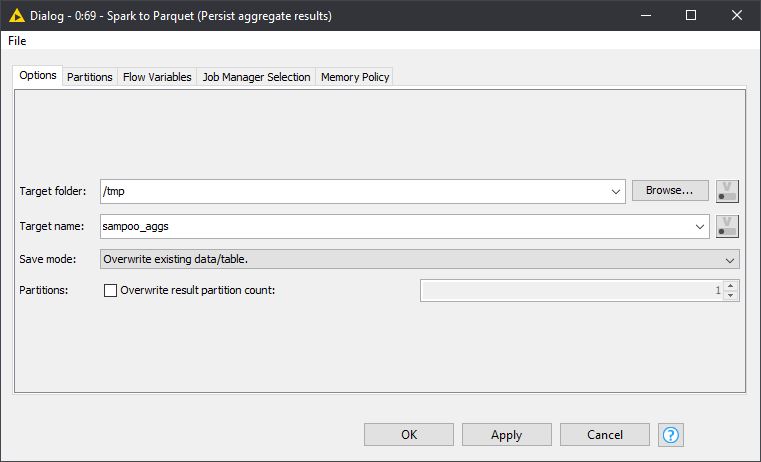 Dialog - 0:69 - Spark to Parquet (Persist aggregate results)
File
Options Partitions Flow Variables Job Manager Selection Memory Policy
Target folder: /tmp Browse... V
Target name: sampoo_aggs V
Save mode: Overwrite existing data/table.
Partitions: Overwrite result partition count: 1
OK Apply Cancel ?